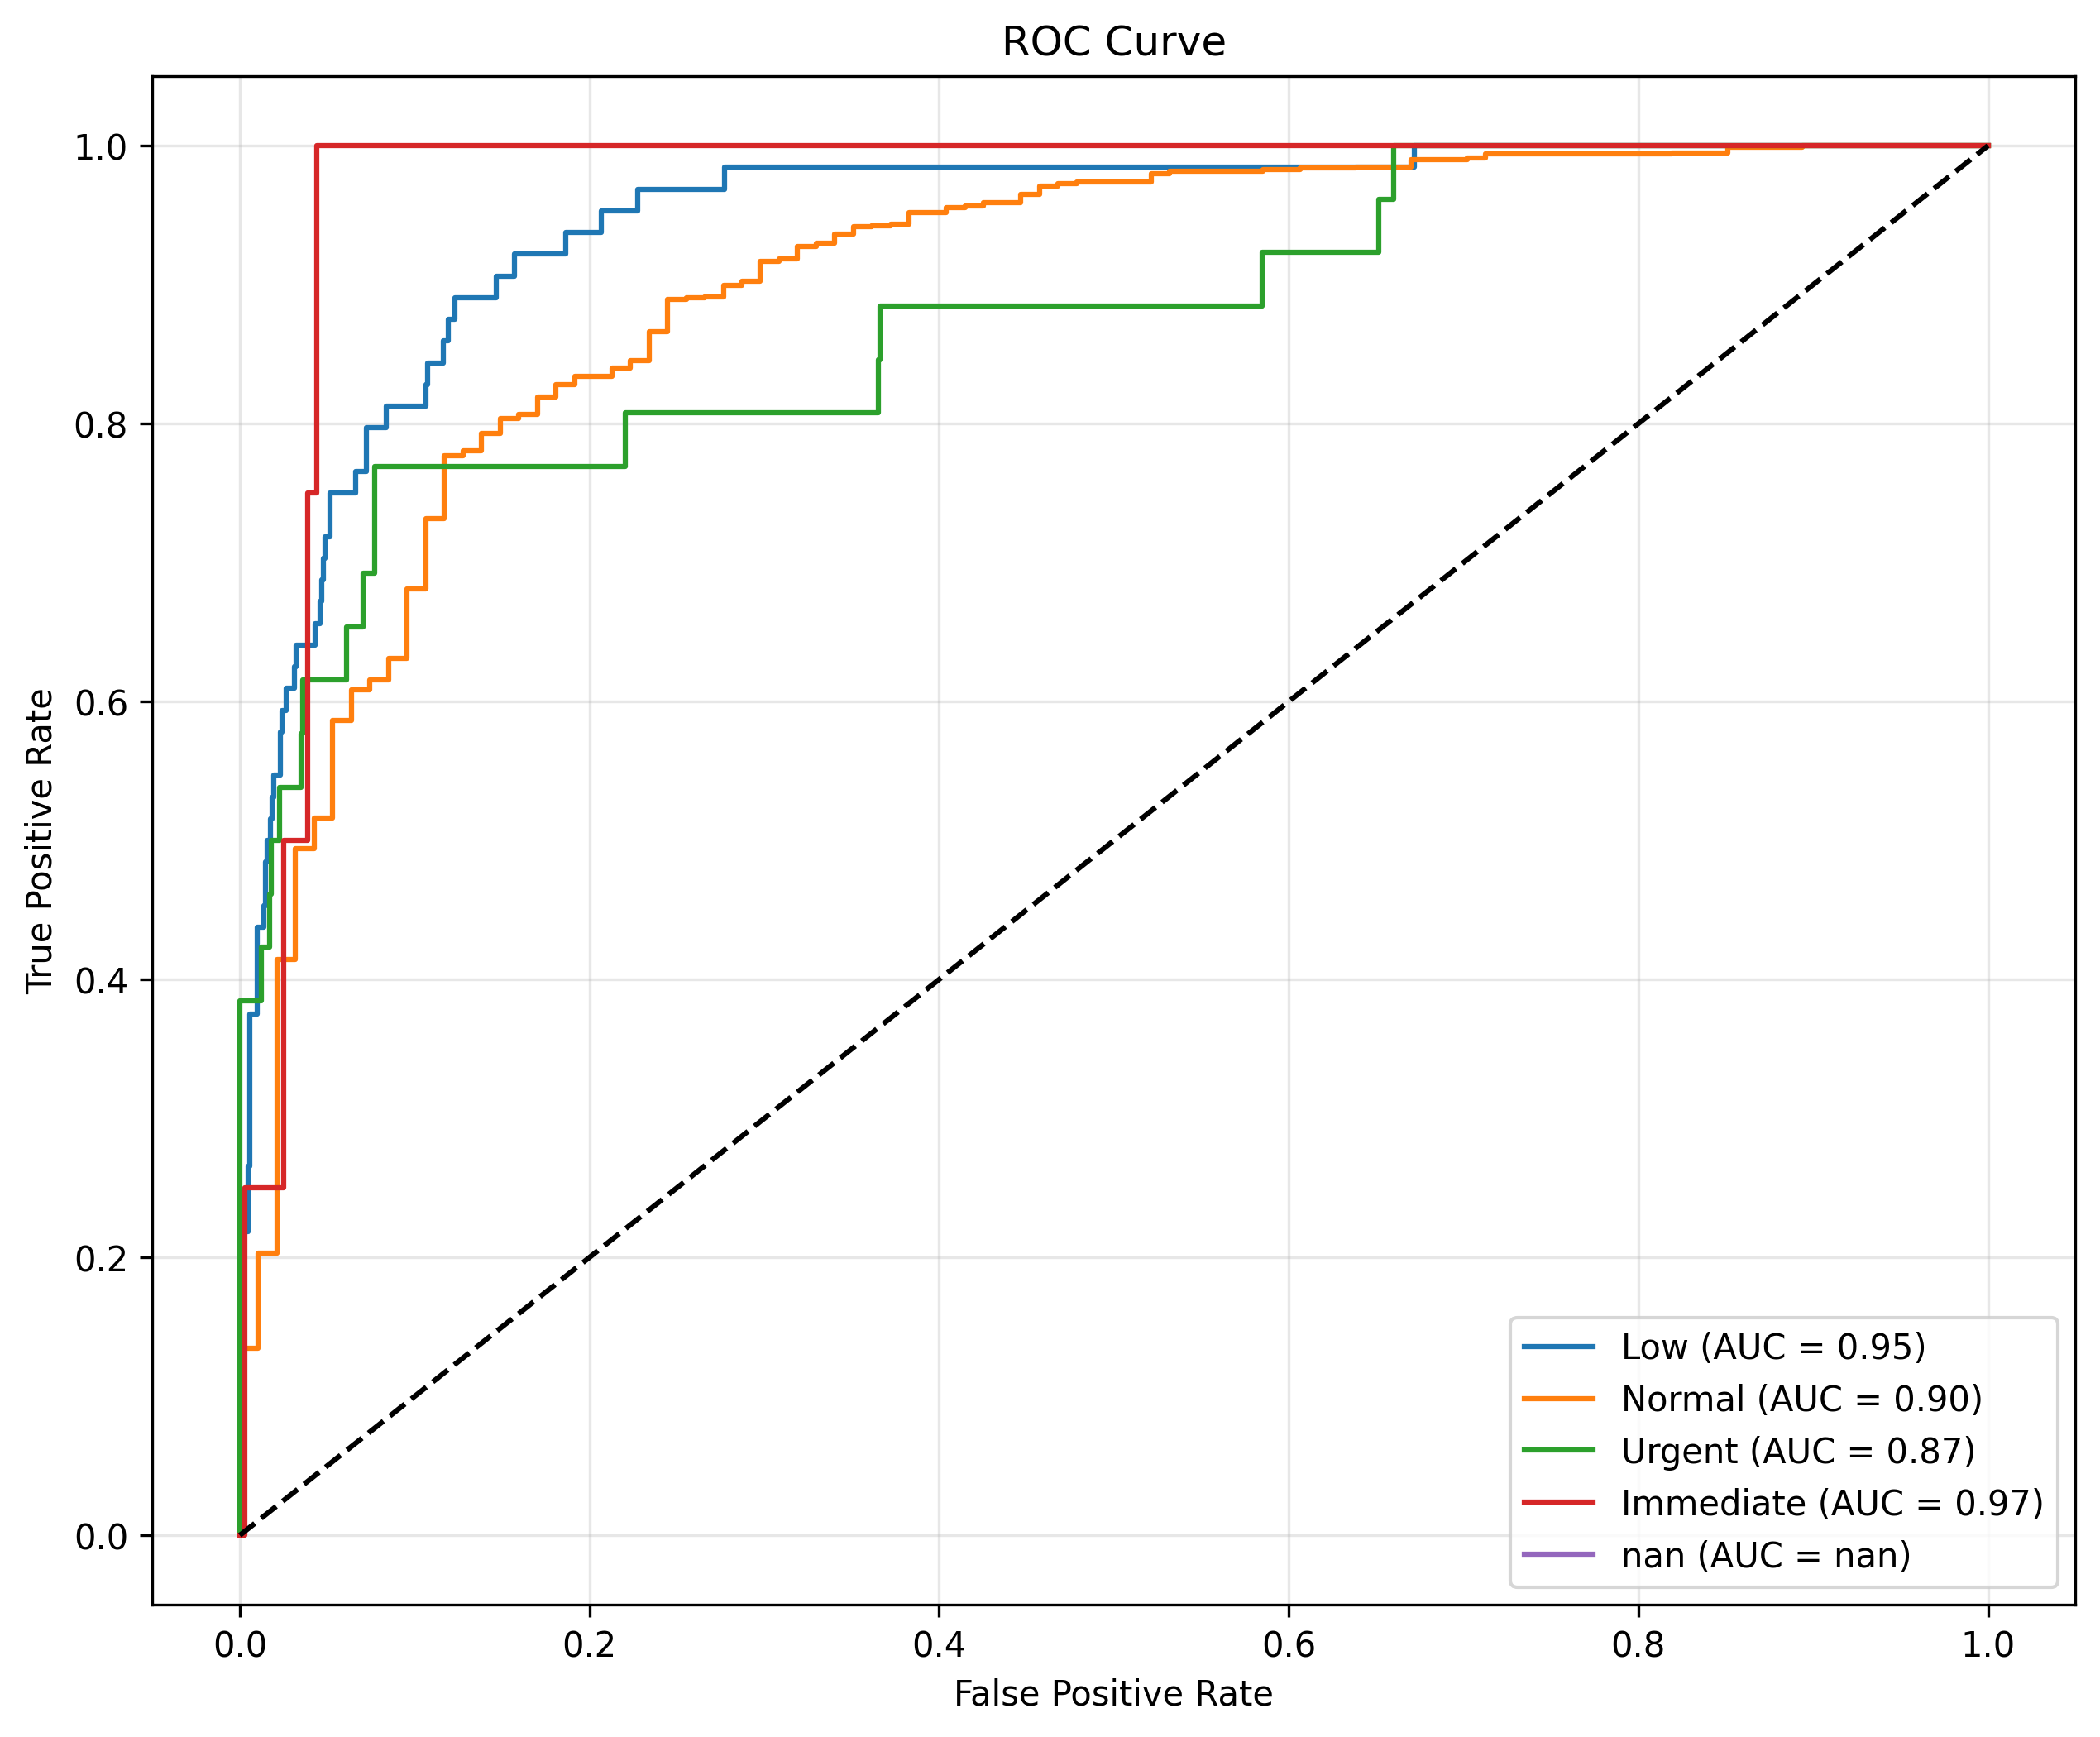 ROC Curve
True Positive Rate
1.0
0.8
0.6
0.4
0.2
0.0
0.0 0.2 0.4 0.6 0.8 1.0
False Positive Rate
Low (AUC = 0.95)
Normal (AUC = 0.90)
Urgent (AUC = 0.87)
Immediate (AUC = 0.97)
nan (AUC = nan)